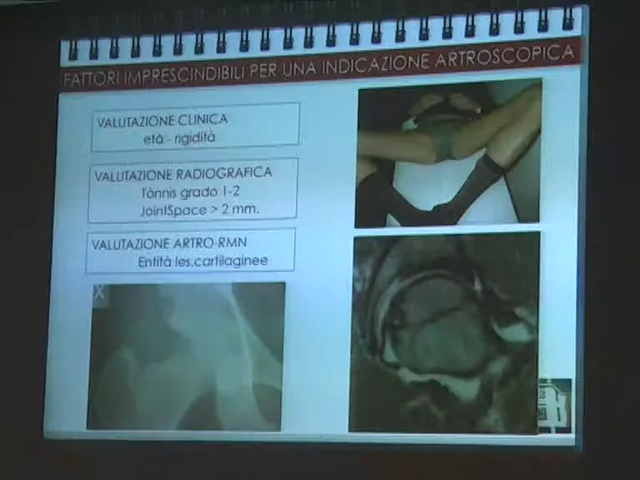 FATTORI IMPRESCINDIBILI PER UNA INDICAZIONE ARTROSCOPICA
VALUTAZIONE CLINICA
età - rigidità
VALUTAZIONE RADIOGRAFICA
Tönnis grado 1-2
JointSpace > 2 mm.
VALUTAZIONE ARTRO-RMN
Entità les.cartilaginee
X